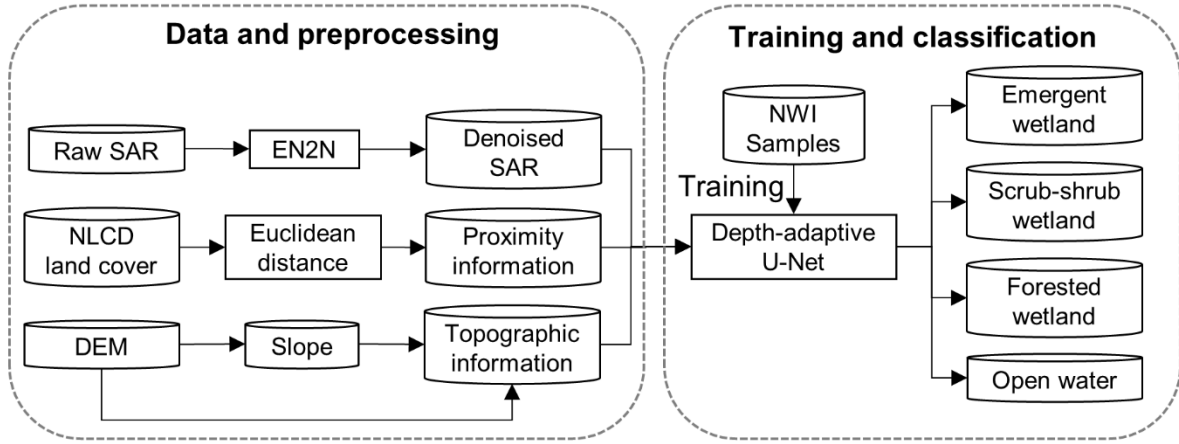 Data and preprocessing
Raw SAR
EN2N
Denoised
SAR
NLCD
land cover
Euclidean
distance
Proximity
information
DEM
Slope
Topographic
information
Training and classification
NWI
Samples
Training
Depth-adaptive
U-Net
Emergent
wetland
Scrub-shrub
wetland
Forested
wetland
Open water